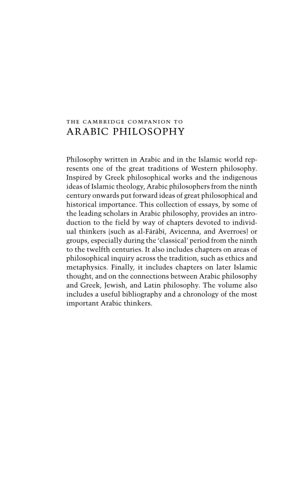 THE CAMBRIDGE COMPANION TO
ARABIC PHILOSOPHY
Philosophy written in Arabic and in the Islamic world rep-
resents one of the great traditions of Western philosophy.
Inspired by Greek philosophical works and the indigenous
ideas of Islamic theology, Arabic philosophers from the ninth
century onwards put forward ideas of great philosophical and
historical importance. This collection of essays, by some of
the leading scholars in Arabic philosophy, provides an intro-
duction to the field by way of chapters devoted to individ-
ual thinkers (such as al-Fārābī, Avicenna, and Averroes) or
groups, especially during the ‘classical’ period from the ninth
to the twelfth centuries. It also includes chapters on areas of
philosophical inquiry across the tradition, such as ethics and
metaphysics. Finally, it includes chapters on later Islamic
thought, and on the connections between Arabic philosophy
and Greek, Jewish, and Latin philosophy. The volume also
includes a useful bibliography and a chronology of the most
important Arabic thinkers.